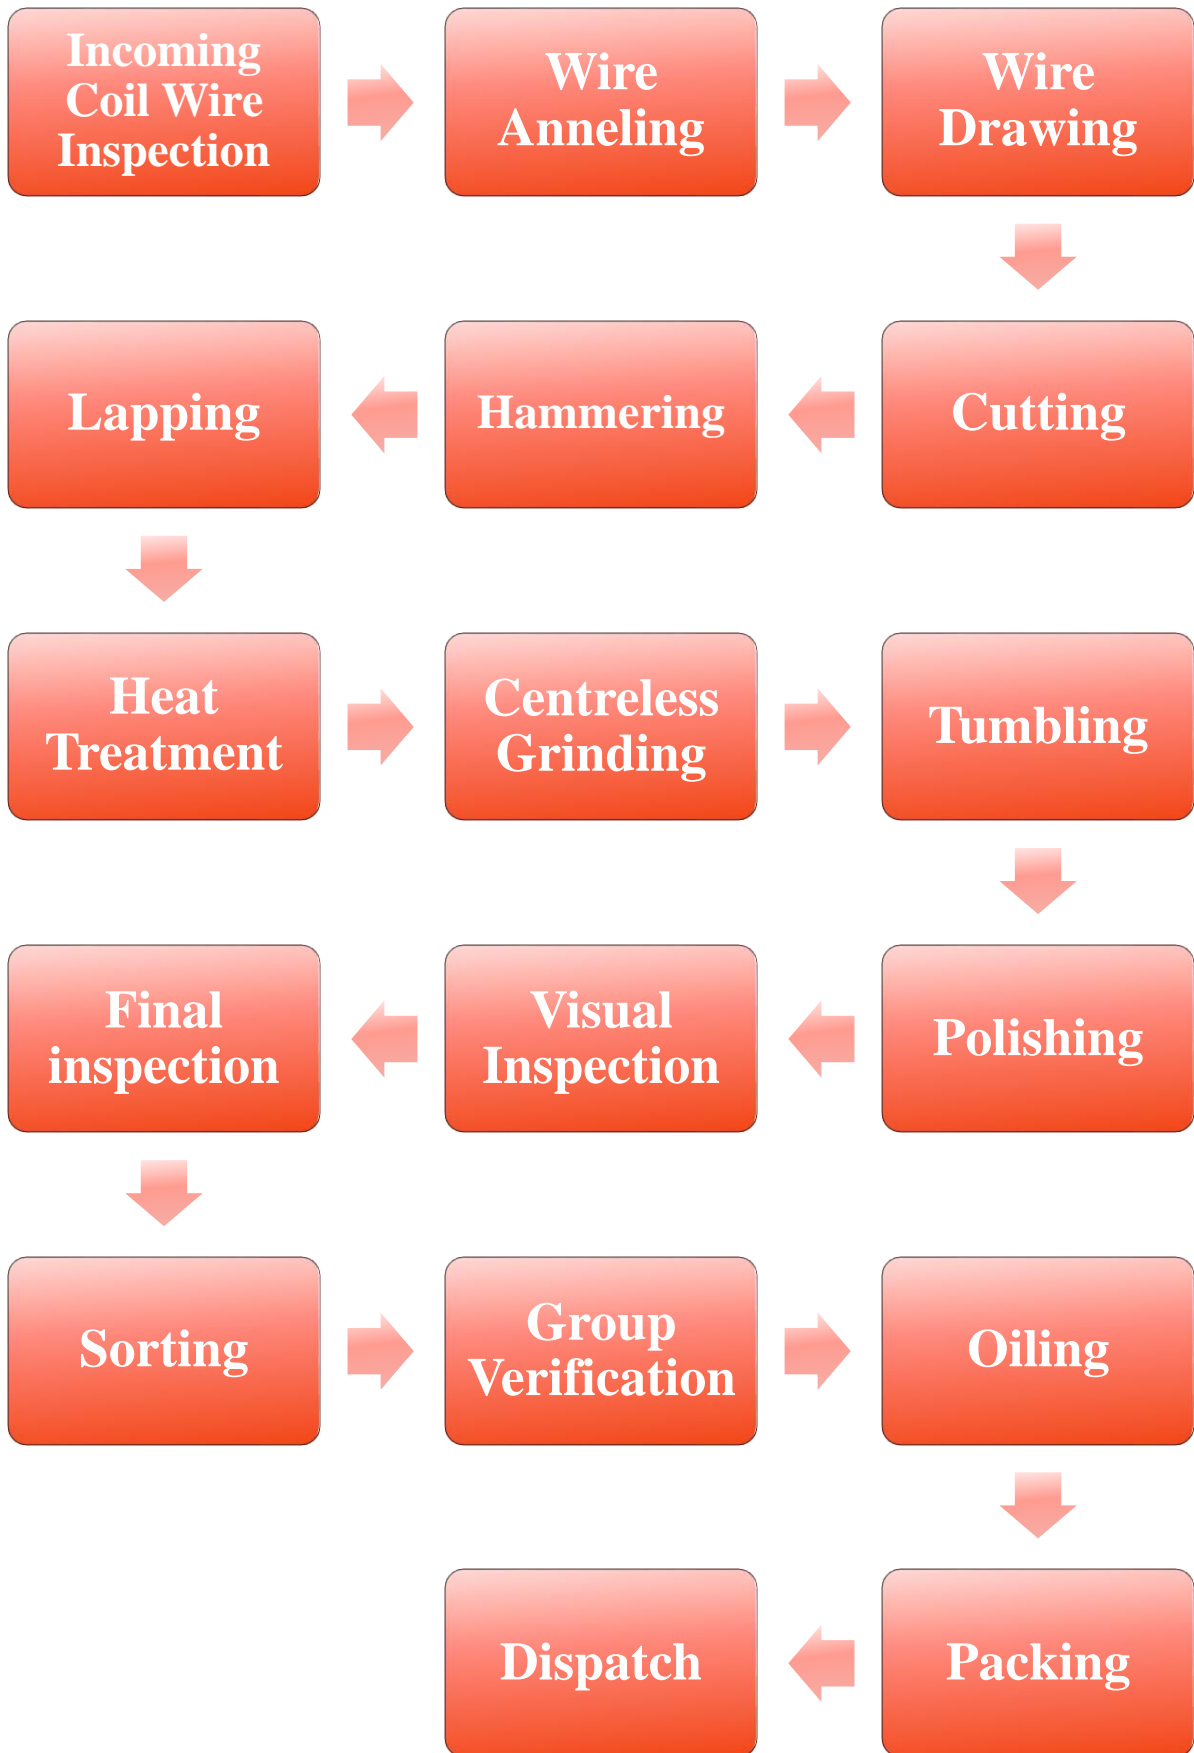 Incoming
Coil Wire
Inspection
Wire
Anneling
Wire
Drawing
Cutting
Hammering
Lapping
Heat
Treatment
Centreless
Grinding
Tumbling
Polishing
Visual
Inspection
Final
inspection
Sorting
Group
Verification
Oiling
Packing
Dispatch